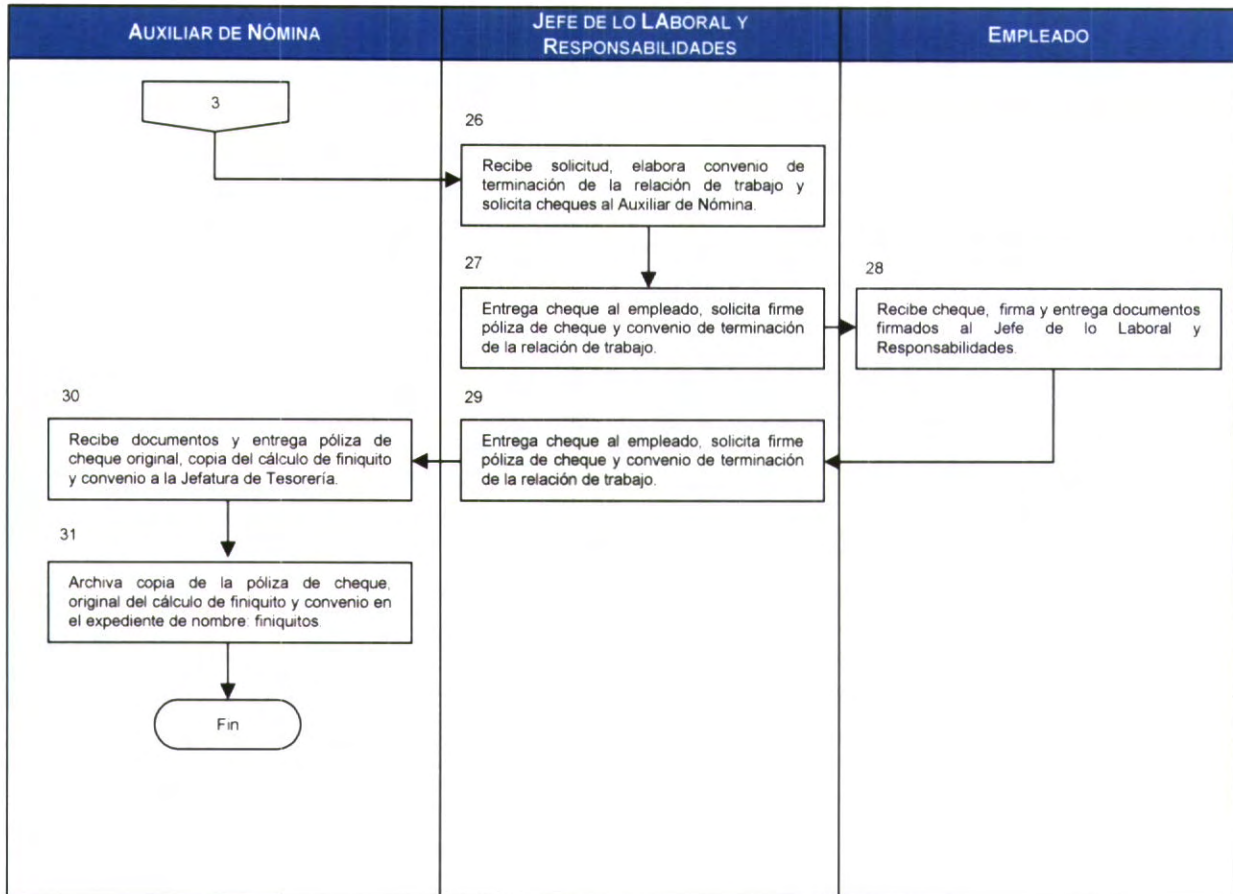 AUXILIAR DE NÓMINA
JEFE DE LO LABORAL Y
RESPONSABILIDADES
EMPLEADO
3
26
Recibe solicitud, elabora convenio de
terminación de la relación de trabajo y
solicita cheques al Auxiliar de Nómina.
27
Entrega cheque al empleado, solicita firme
póliza de cheque y convenio de terminación
de la relación de trabajo.
28
Recibe cheque, firma y entrega documentos
firmados al Jefe de lo Laboral y
Responsabilidades.
29
Entrega cheque al empleado, solicita firme
póliza de cheque y convenio de terminación
de la relación de trabajo.
30
Recibe documentos y entrega póliza de
cheque original, copia del cálculo de finiquito
y convenio a la Jefatura de Tesorería.
31
Archiva copia de la póliza de cheque,
original del cálculo de finiquito y convenio en
el expediente de nombre: finiquitos.
Fin